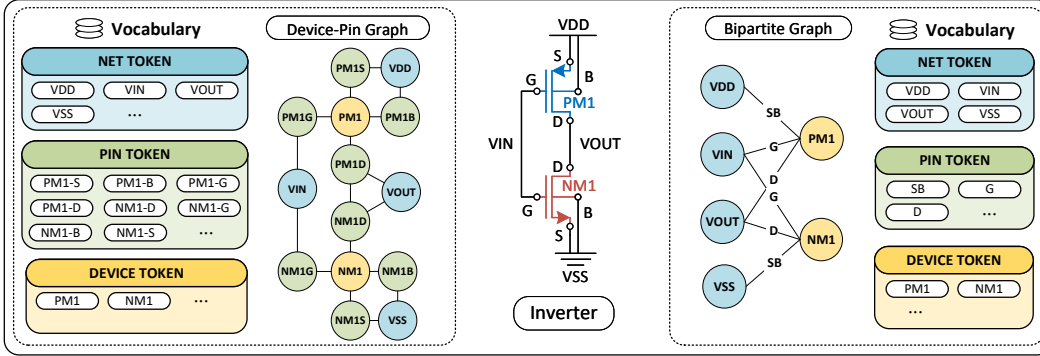 Vocabulary
NET TOKEN
VDD VIN VOUT
VSS ...
PIN TOKEN
PM1-S PM1-B PM1-G
PM1-D NM1-D NM1-G
NM1-B NM1-S ...
DEVICE TOKEN
PM1 NM1 ...
Device-Pin Graph
PM1S VDD
PM1G PM1 PM1B
PM1D
VIN VOUT
NM1D
NM1G NM1 NM1B
NM1S VSS
VDD
S
G B
PM1
D
VIN VOUT
D
NM1
G B
S
VSS
Inverter
Bipartite Graph
VDD
SB
PM1
VIN G
D
G
VOUT D
NM1
SB
VSS
Vocabulary
NET TOKEN
VDD VIN
VOUT VSS
PIN TOKEN
SB G
D ...
DEVICE TOKEN
PM1 NM1
...